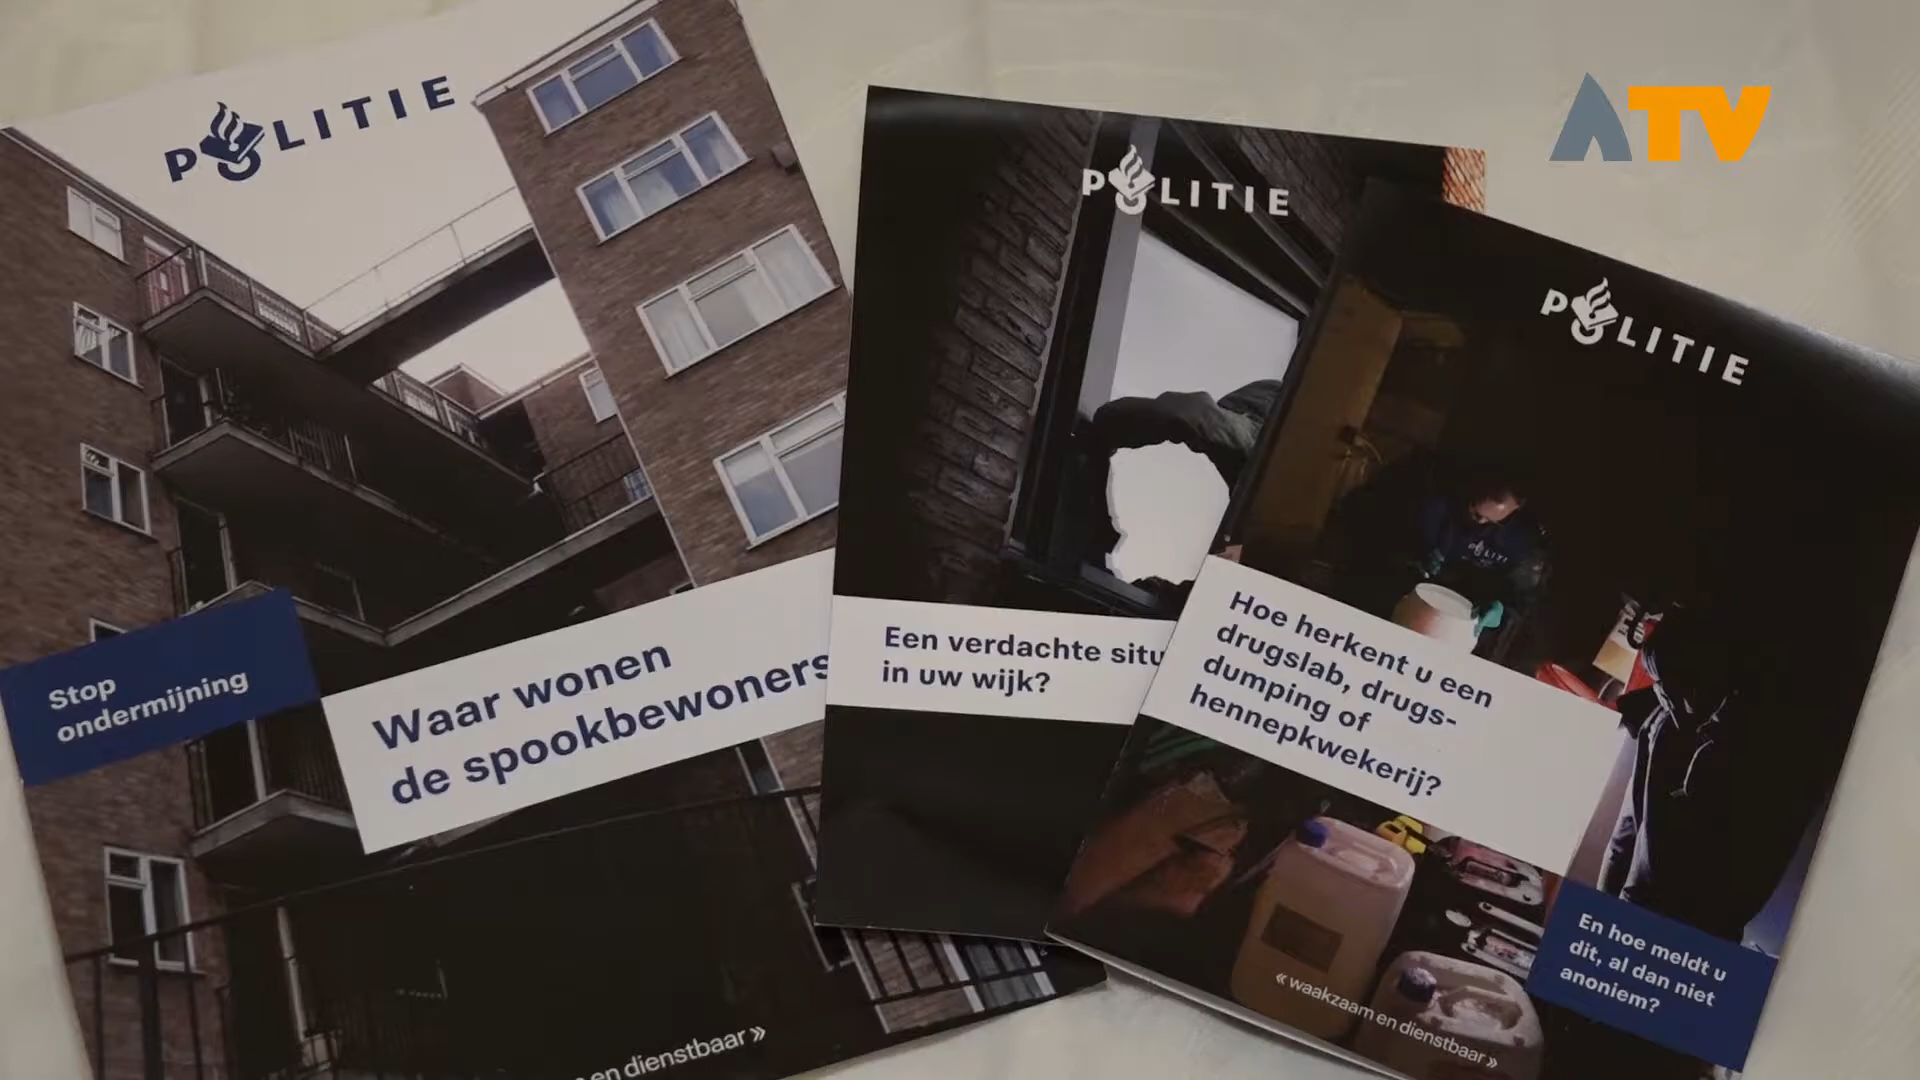 ATV
POLITIE
Stop
ondermijning
Waar wonen
de spookbewoners
en dienstbaar »
POLITIE
Een verdachte situ
in uw wijk?
POLITIE
Hoe herkent u een
drugslab, drugs-
dumping of
hennepkwekerij?
En hoe meldt u
dit, al dan niet
anoniem?
« waakzaam en dienstbaar »